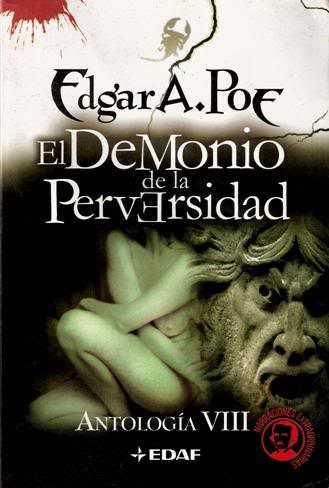 Edgar A. Poe
El DeMonio
de la
PervErsidad
ANTOLOGÍA VIII
NARRACIONES EXTRAORDINARIAS
EDAF